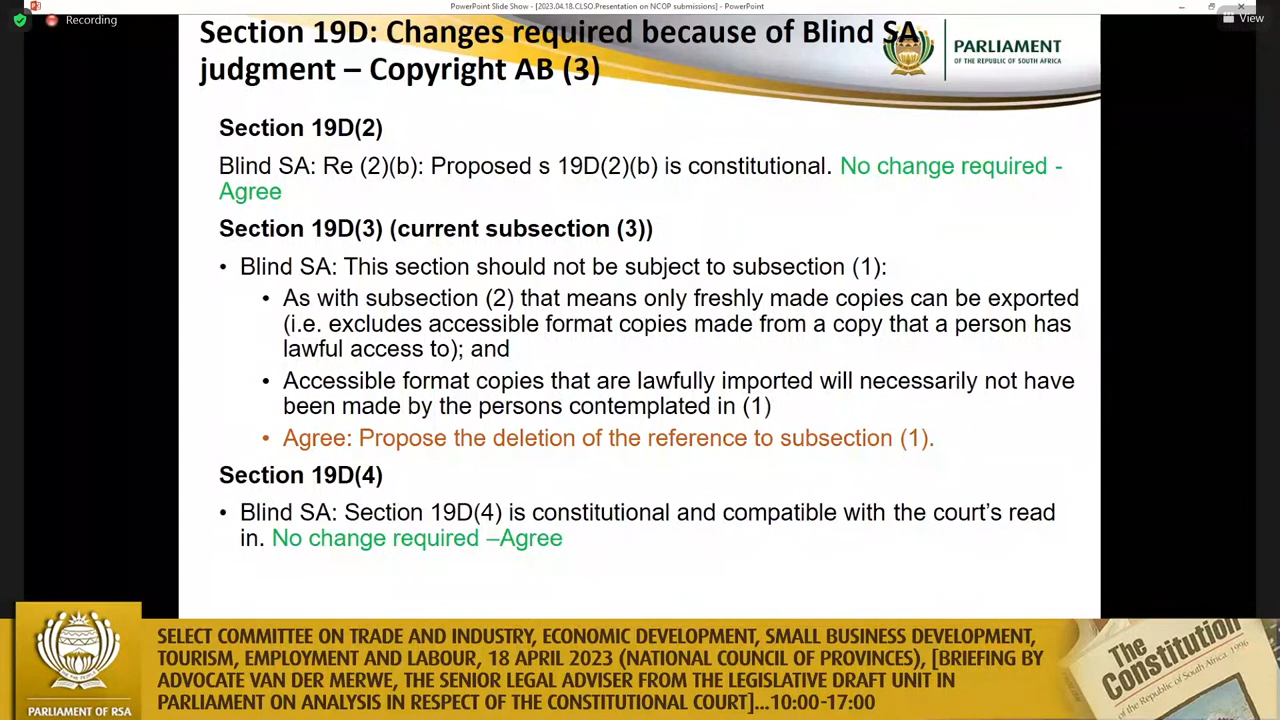 PowerPoint Slide Show - [2023.04.18.CLSO.Presentation on NCOP submissions] - PowerPoint
Recording
View
Section 19D: Changes required because of Blind SA
judgment – Copyright AB (3)
PARLIAMENT
OF THE REPUBLIC OF SOUTH AFRICA
Section 19D(2)
Blind SA: Re (2)(b): Proposed s 19D(2)(b) is constitutional. No change required -
Agree
Section 19D(3) (current subsection (3))
• Blind SA: This section should not be subject to subsection (1):
• As with subsection (2) that means only freshly made copies can be exported
(i.e. excludes accessible format copies made from a copy that a person has
lawful access to); and
• Accessible format copies that are lawfully imported will necessarily not have
been made by the persons contemplated in (1)
• Agree: Propose the deletion of the reference to subsection (1).
Section 19D(4)
• Blind SA: Section 19D(4) is constitutional and compatible with the court's read
in. No change required –Agree
SELECT COMMITTEE ON TRADE AND INDUSTRY, ECONOMIC DEVELOPMENT, SMALL BUSINESS DEVELOPMENT,
TOURISM, EMPLOYMENT AND LABOUR, 18 APRIL 2023 (NATIONAL COUNCIL OF PROVINCES), [BRIEFING BY
ADVOCATE VAN DER MERWE, THE SENIOR LEGAL ADVISER FROM THE LEGISLATIVE DRAFT UNIT IN
PARLIAMENT ON ANALYSIS IN RESPECT OF THE CONSTITUTIONAL COURT]...10:00-17:00
PARLIAMENT OF RSA
The
Constitution
of the Republic of South Africa, 1996